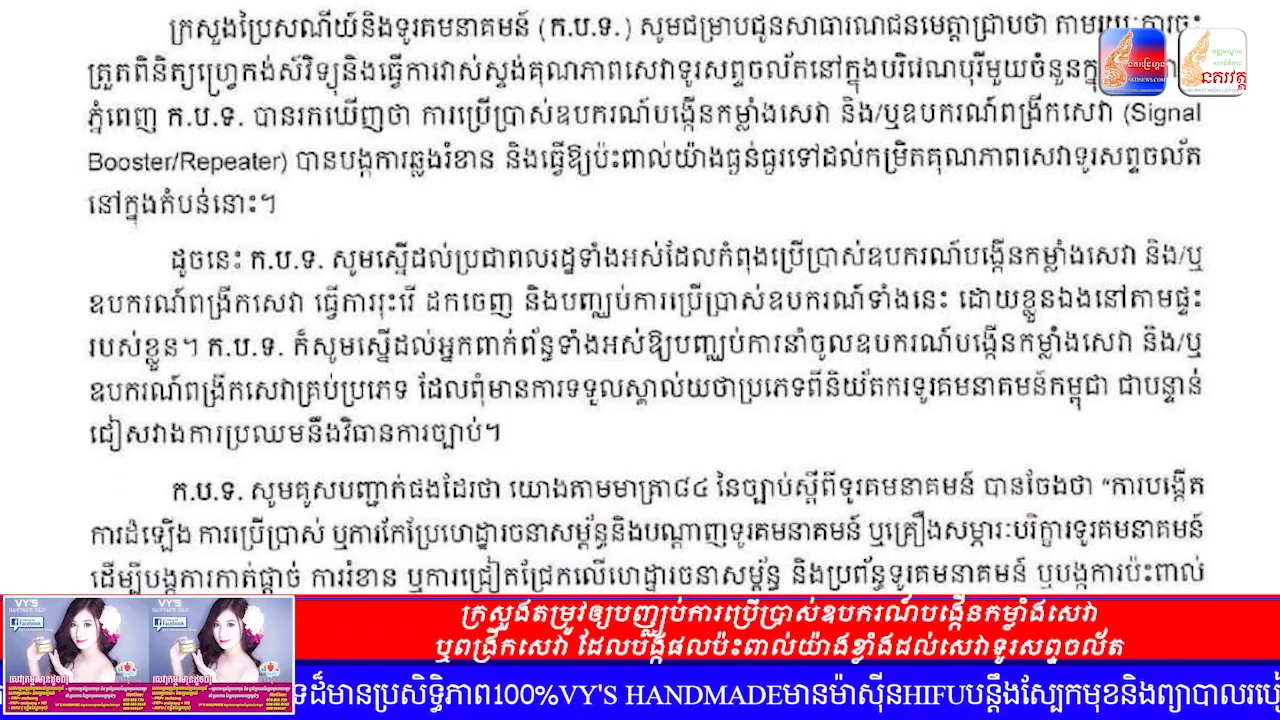 ក្រសួងប្រៃសណីយ៍និងទូរគមនាគមន៍ (ក.ប.ទ.) សូមជម្រាបជូនសាធារណជនមេត្តាជ្រាបថា តាមរយៈការចុះ
ត្រួតពិនិត្យហ្វ្រេកង់ស៍វិទ្យុនិងធ្វើការវាស់ស្ទង់គុណភាពសេវាទូរសព្ទចល័តនៅក្នុងបរិវេណបុរីមួយចំនួនក្នុង
ភ្នំពេញ ក.ប.ទ. បានរកឃើញថា ការប្រើប្រាស់ឧបករណ៍បង្កើនកម្លាំងសេវា និង/ឬឧបករណ៍ពង្រីកសេវា (Signal
Booster/Repeater) បានបង្កការឆ្លងរំខាន និងធ្វើឱ្យប៉ះពាល់យ៉ាងធ្ងន់ធ្ងរទៅដល់កម្រិតគុណភាពសេវាទូរសព្ទចល័ត
នៅក្នុងតំបន់នោះ។
ដូចនេះ ក.ប.ទ. សូមស្នើដល់ប្រជាពលរដ្ឋទាំងអស់ដែលកំពុងប្រើប្រាស់ឧបករណ៍បង្កើនកម្លាំងសេវា និង/ឬ
ឧបករណ៍ពង្រីកសេវា ធ្វើការរុះរើ ដកចេញ និងបញ្ឈប់ការប្រើប្រាស់ឧបករណ៍ទាំងនេះ ដោយខ្លួនឯងនៅតាមផ្ទះ
របស់ខ្លួន។ ក.ប.ទ. ក៏សូមស្នើដល់អ្នកពាក់ព័ន្ធទាំងអស់ឱ្យបញ្ឈប់ការនាំចូលឧបករណ៍បង្កើនកម្លាំងសេវា និង/ឬ
ឧបករណ៍ពង្រីកសេវាគ្រប់ប្រភេទ ដែលពុំមានការទទួលស្គាល់យថាប្រភេទពីនិយ័តករទូរគមនាគមន៍កម្ពុជា ជាបន្ទាន់
ជៀសវាងការប្រឈមនឹងវិធានការច្បាប់។
ក.ប.ទ. សូមគូសបញ្ជាក់ផងដែរថា យោងតាមមាត្រា៨៤ នៃច្បាប់ស្តីពីទូរគមនាគមន៍ បានចែងថា “ការបង្កើត
ការដំឡើង ការប្រើប្រាស់ ឬការកែប្រែហេដ្ឋារចនាសម្ព័ន្ធនិងបណ្តាញទូរគមនាគមន៍ ឬគ្រឿងសម្ភារៈបរិក្ខារទូរគមនាគមន៍
ដើម្បីបង្កការកាត់ផ្តាច់ ការរំខាន ឬការជ្រៀតជ្រែកលើហេដ្ឋារចនាសម្ព័ន្ធ និងប្រព័ន្ធទូរគមនាគមន៍ ឬបង្កការប៉ះពាល់
នគរទ្រូហ្គន
NKDNEWS.COM
នគរវត្ត
VY'S
HANDMADE
Facebook
VY'S
HANDMADE
Facebook
ក្រសួងតម្រូវឲ្យបញ្ឈប់ការប្រើប្រាស់ឧបករណ៍បង្កើនកម្លាំងសេវា
ឬពង្រីកសេវា ដែលបង្កផលប៉ះពាល់យ៉ាងខ្លាំងដល់សេវាទូរសព្ទចល័ត
ទដ៏មានប្រសិទ្ធិភាព100%VY'S HANDMADEមានម៉ាស៊ីនHIFUបន្តឹងស្បែកមុខនិងព្យាបាលរបៀ